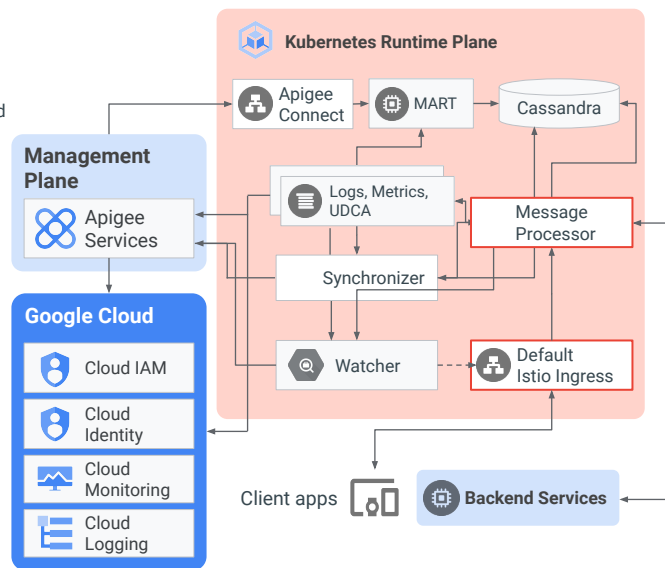 Kubernetes Runtime Plane
d
Apigee
Connect
MART
Cassandra
Management
Plane
Apigee
Services
Logs, Metrics,
UDCA
Message
Processor
Synchronizer
Google Cloud
Cloud IAM
Cloud
Identity
Cloud
Monitoring
Cloud
Logging
Watcher
Default
Istio Ingress
Client apps
Backend Services